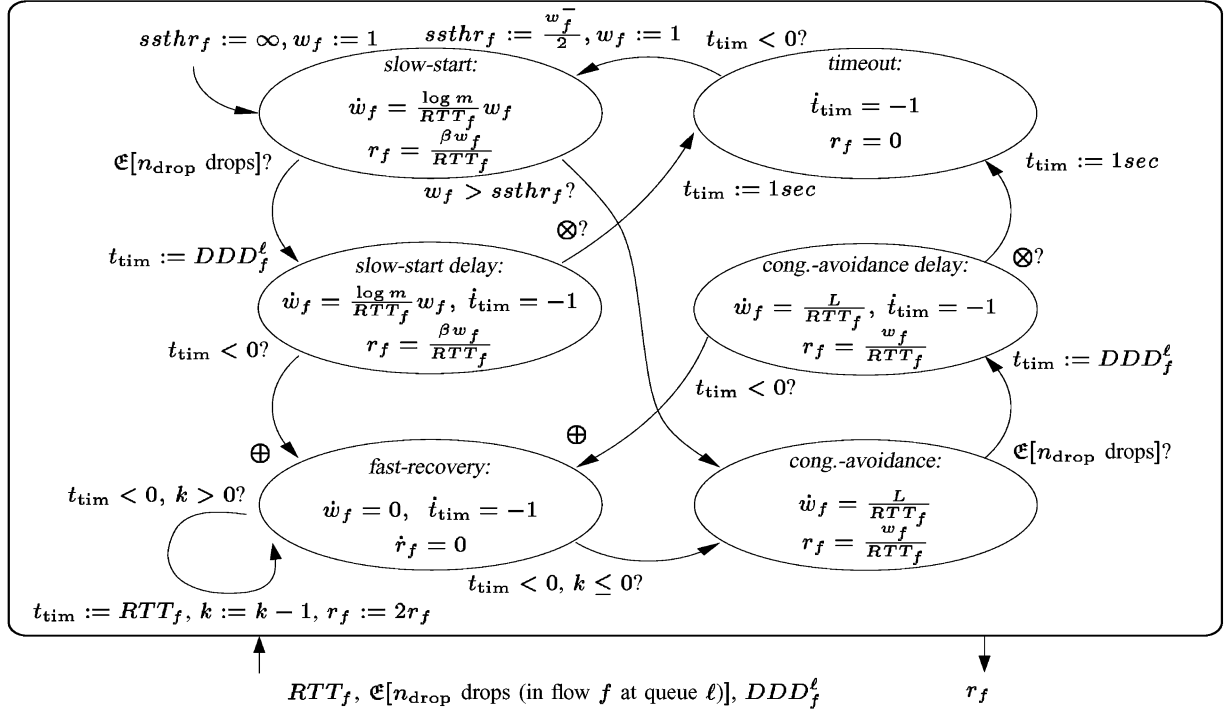 ssthr_f := ∞, w_f := 1
ssthr_f := w_f^-/2, w_f := 1
t_tim < 0?
slow-start:
ẇ_f = (log m/RTT_f) w_f
r_f = βw_f/RTT_f
timeout:
ṫ_tim = −1
r_f = 0
𝕰[n_drop drops]?
w_f > ssthr_f?
t_tim := 1sec
t_tim := 1sec
⊗?
t_tim := DDD_f^ℓ
slow-start delay:
ẇ_f = (log m/RTT_f) w_f, ṫ_tim = −1
r_f = βw_f/RTT_f
cong.-avoidance delay:
ẇ_f = L/RTT_f, ṫ_tim = −1
r_f = w_f/RTT_f
⊗?
t_tim < 0?
t_tim < 0?
t_tim := DDD_f^ℓ
⊕
⊕
fast-recovery:
ẇ_f = 0, ṫ_tim = −1
ṙ_f = 0
cong.-avoidance:
ẇ_f = L/RTT_f
r_f = w_f/RTT_f
𝕰[n_drop drops]?
t_tim < 0, k > 0?
t_tim < 0, k ≤ 0?
t_tim := RTT_f, k := k − 1, r_f := 2r_f
RTT_f, 𝕰[n_drop drops (in flow f at queue ℓ)], DDD_f^ℓ
r_f